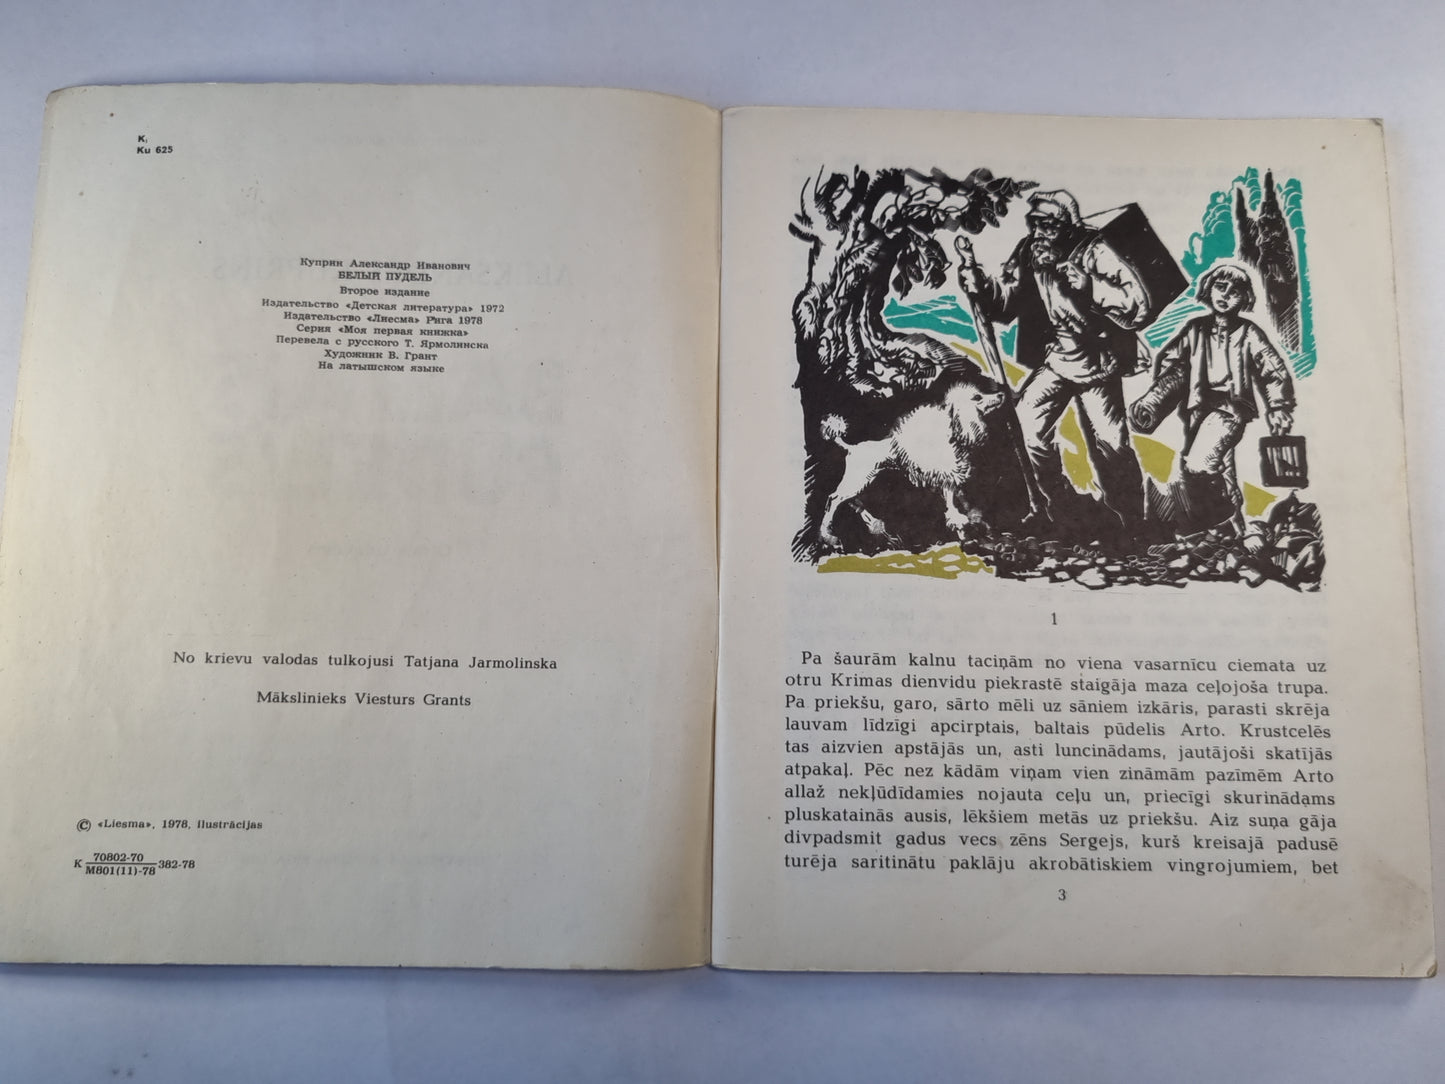 K,
Ku 625
Куприн Александр Иванович
БЕЛЫЙ ПУДЕЛЬ
Второе издание
Издательство «Детская литература» 1972
Издательство «Лиесма» Рига 1978
Серия «Моя первая книжка»
Перевела с русского Т. Ярмолинска
Художник В. Грант
На латышском языке
No krievu valodas tulkojusi Tatjana Jarmolinska
Mākslinieks Viesturs Grants
© «Liesma», 1978, ilustrācijas
K 70802-70
M801(11)-78 382-78
1
Pa šaurām kalnu taciņām no viena vasarnīcu ciemata uz
otru Krimas dienvidu piekrastē staigāja maza ceļojoša trupa.
Pa priekšu, garo, sārto mēli uz sāniem izkāris, parasti skrēja
lauvam līdzīgi apcirptais, baltais pūdelis Arto. Krustcelēs
tas aizvien apstājās un, asti luncinādams, jautājoši skatījās
atpakaļ. Pēc nez kādām viņam vien zināmām pazīmēm Arto
allaž nekļūdīdamies nojauta ceļu un, priecīgi skurinādams
pluskatainās ausis, lēkšiem metās uz priekšu. Aiz suņa gāja
divpadsmit gadus vecs zēns Sergejs, kurš kreisajā padusē
turēja saritinātu paklāju akrobātiskiem vingrojumiem, bet
3